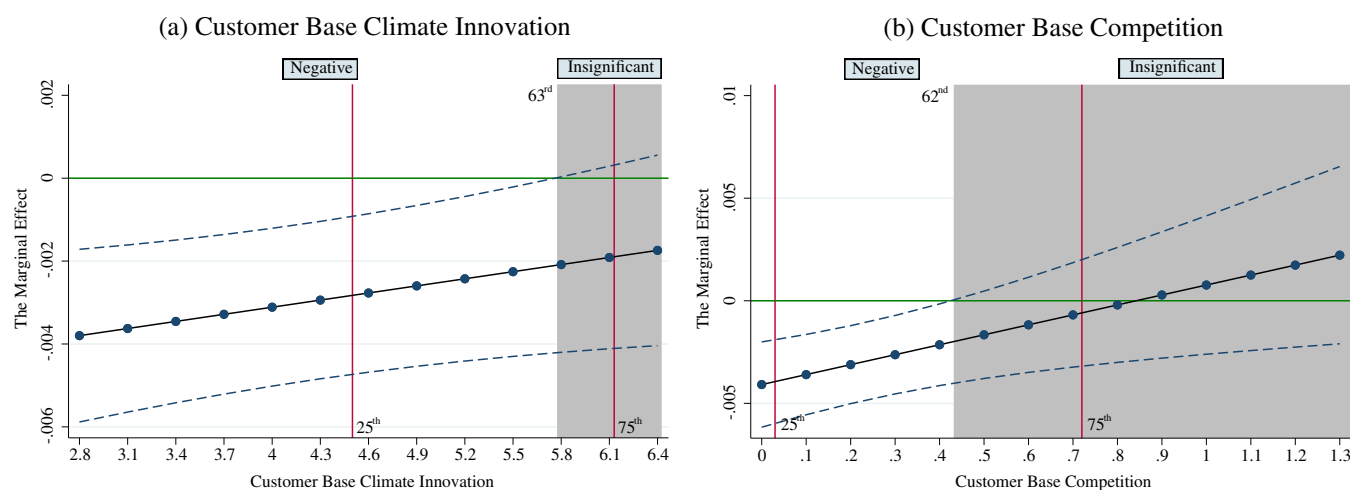 (a) Customer Base Climate Innovation
Negative
Insignificant
63rd
.002
0
-.002
-.004
-.006
The Marginal Effect
25th
75th
2.8 3.1 3.4 3.7 4 4.3 4.6 4.9 5.2 5.5 5.8 6.1 6.4
Customer Base Climate Innovation
(b) Customer Base Competition
Negative
Insignificant
62nd
.01
.005
0
-.005
The Marginal Effect
25th
75th
0 .1 .2 .3 .4 .5 .6 .7 .8 .9 1 1.1 1.2 1.3
Customer Base Competition